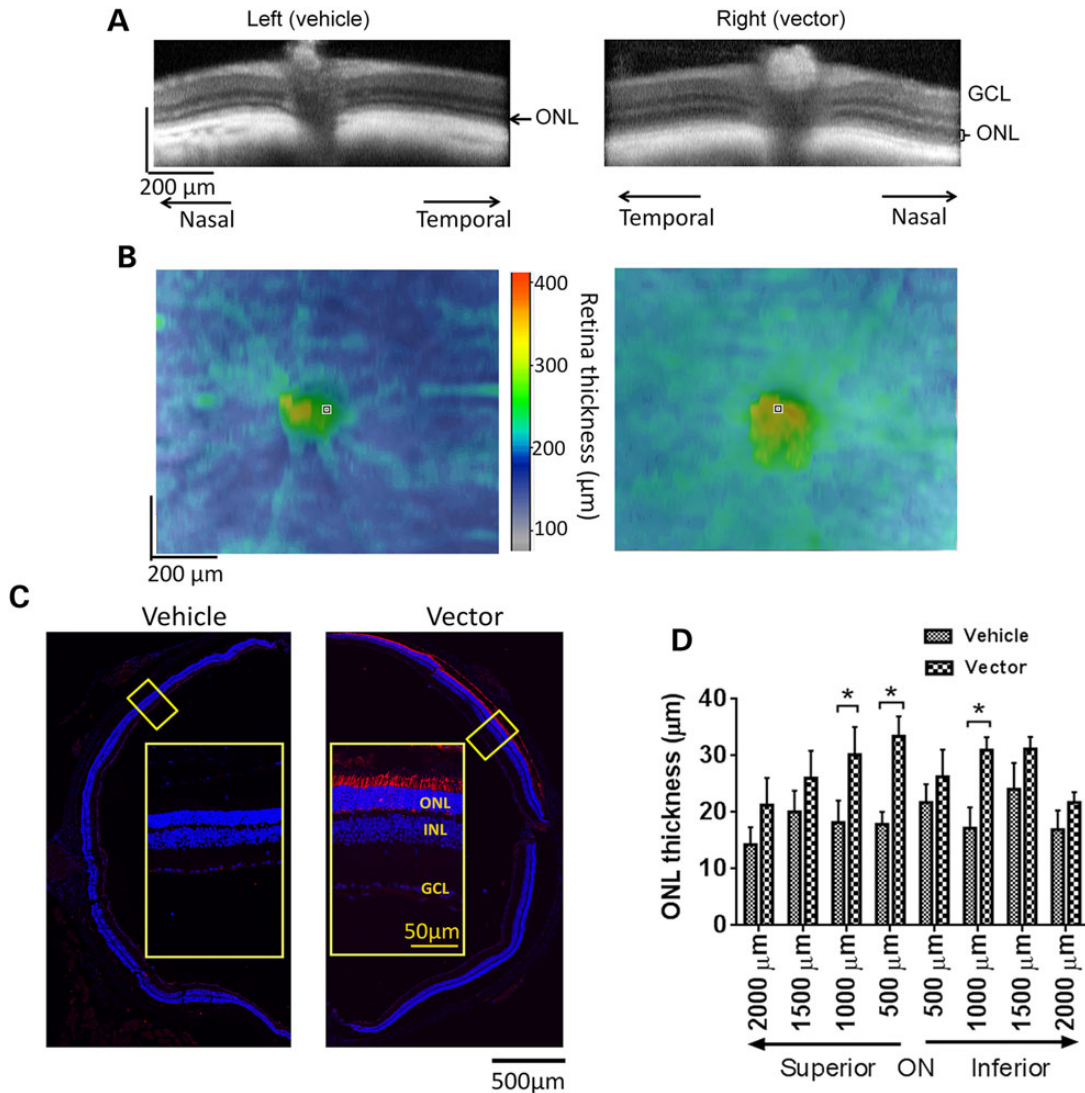 A
Left (vehicle)
Right (vector)
ONL
GCL
ONL
200 μm
Nasal
Temporal
Temporal
Nasal
B
400
300
200
100
Retina thickness (μm)
200 μm
C
Vehicle
Vector
ONL
INL
GCL
50μm
500μm
D
Vehicle
Vector
ONL thickness (μm)
40
30
20
10
0
* * *
2000 μm
1500 μm
1000 μm
500 μm
500 μm
1000 μm
1500 μm
2000 μm
Superior ON Inferior